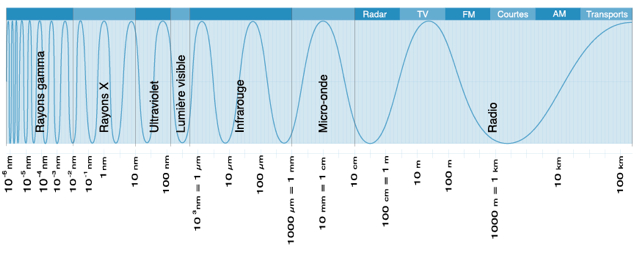 Radar
TV
FM
Courtes
AM
Transports
Rayons gamma
Rayons X
Ultraviolet
Lumière visible
Infrarouge
Micro-onde
Radio
10⁻⁶ nm
10⁻⁵ nm
10⁻⁴ nm
10⁻³ nm
10⁻² nm
10⁻¹ nm
1 nm
10 nm
100 nm
10³nm = 1 µm
10 µm
100 µm
1000 µm = 1 mm
10 mm = 1 cm
10 cm
100 cm = 1 m
10 m
100 m
1000 m = 1 km
10 km
100 km